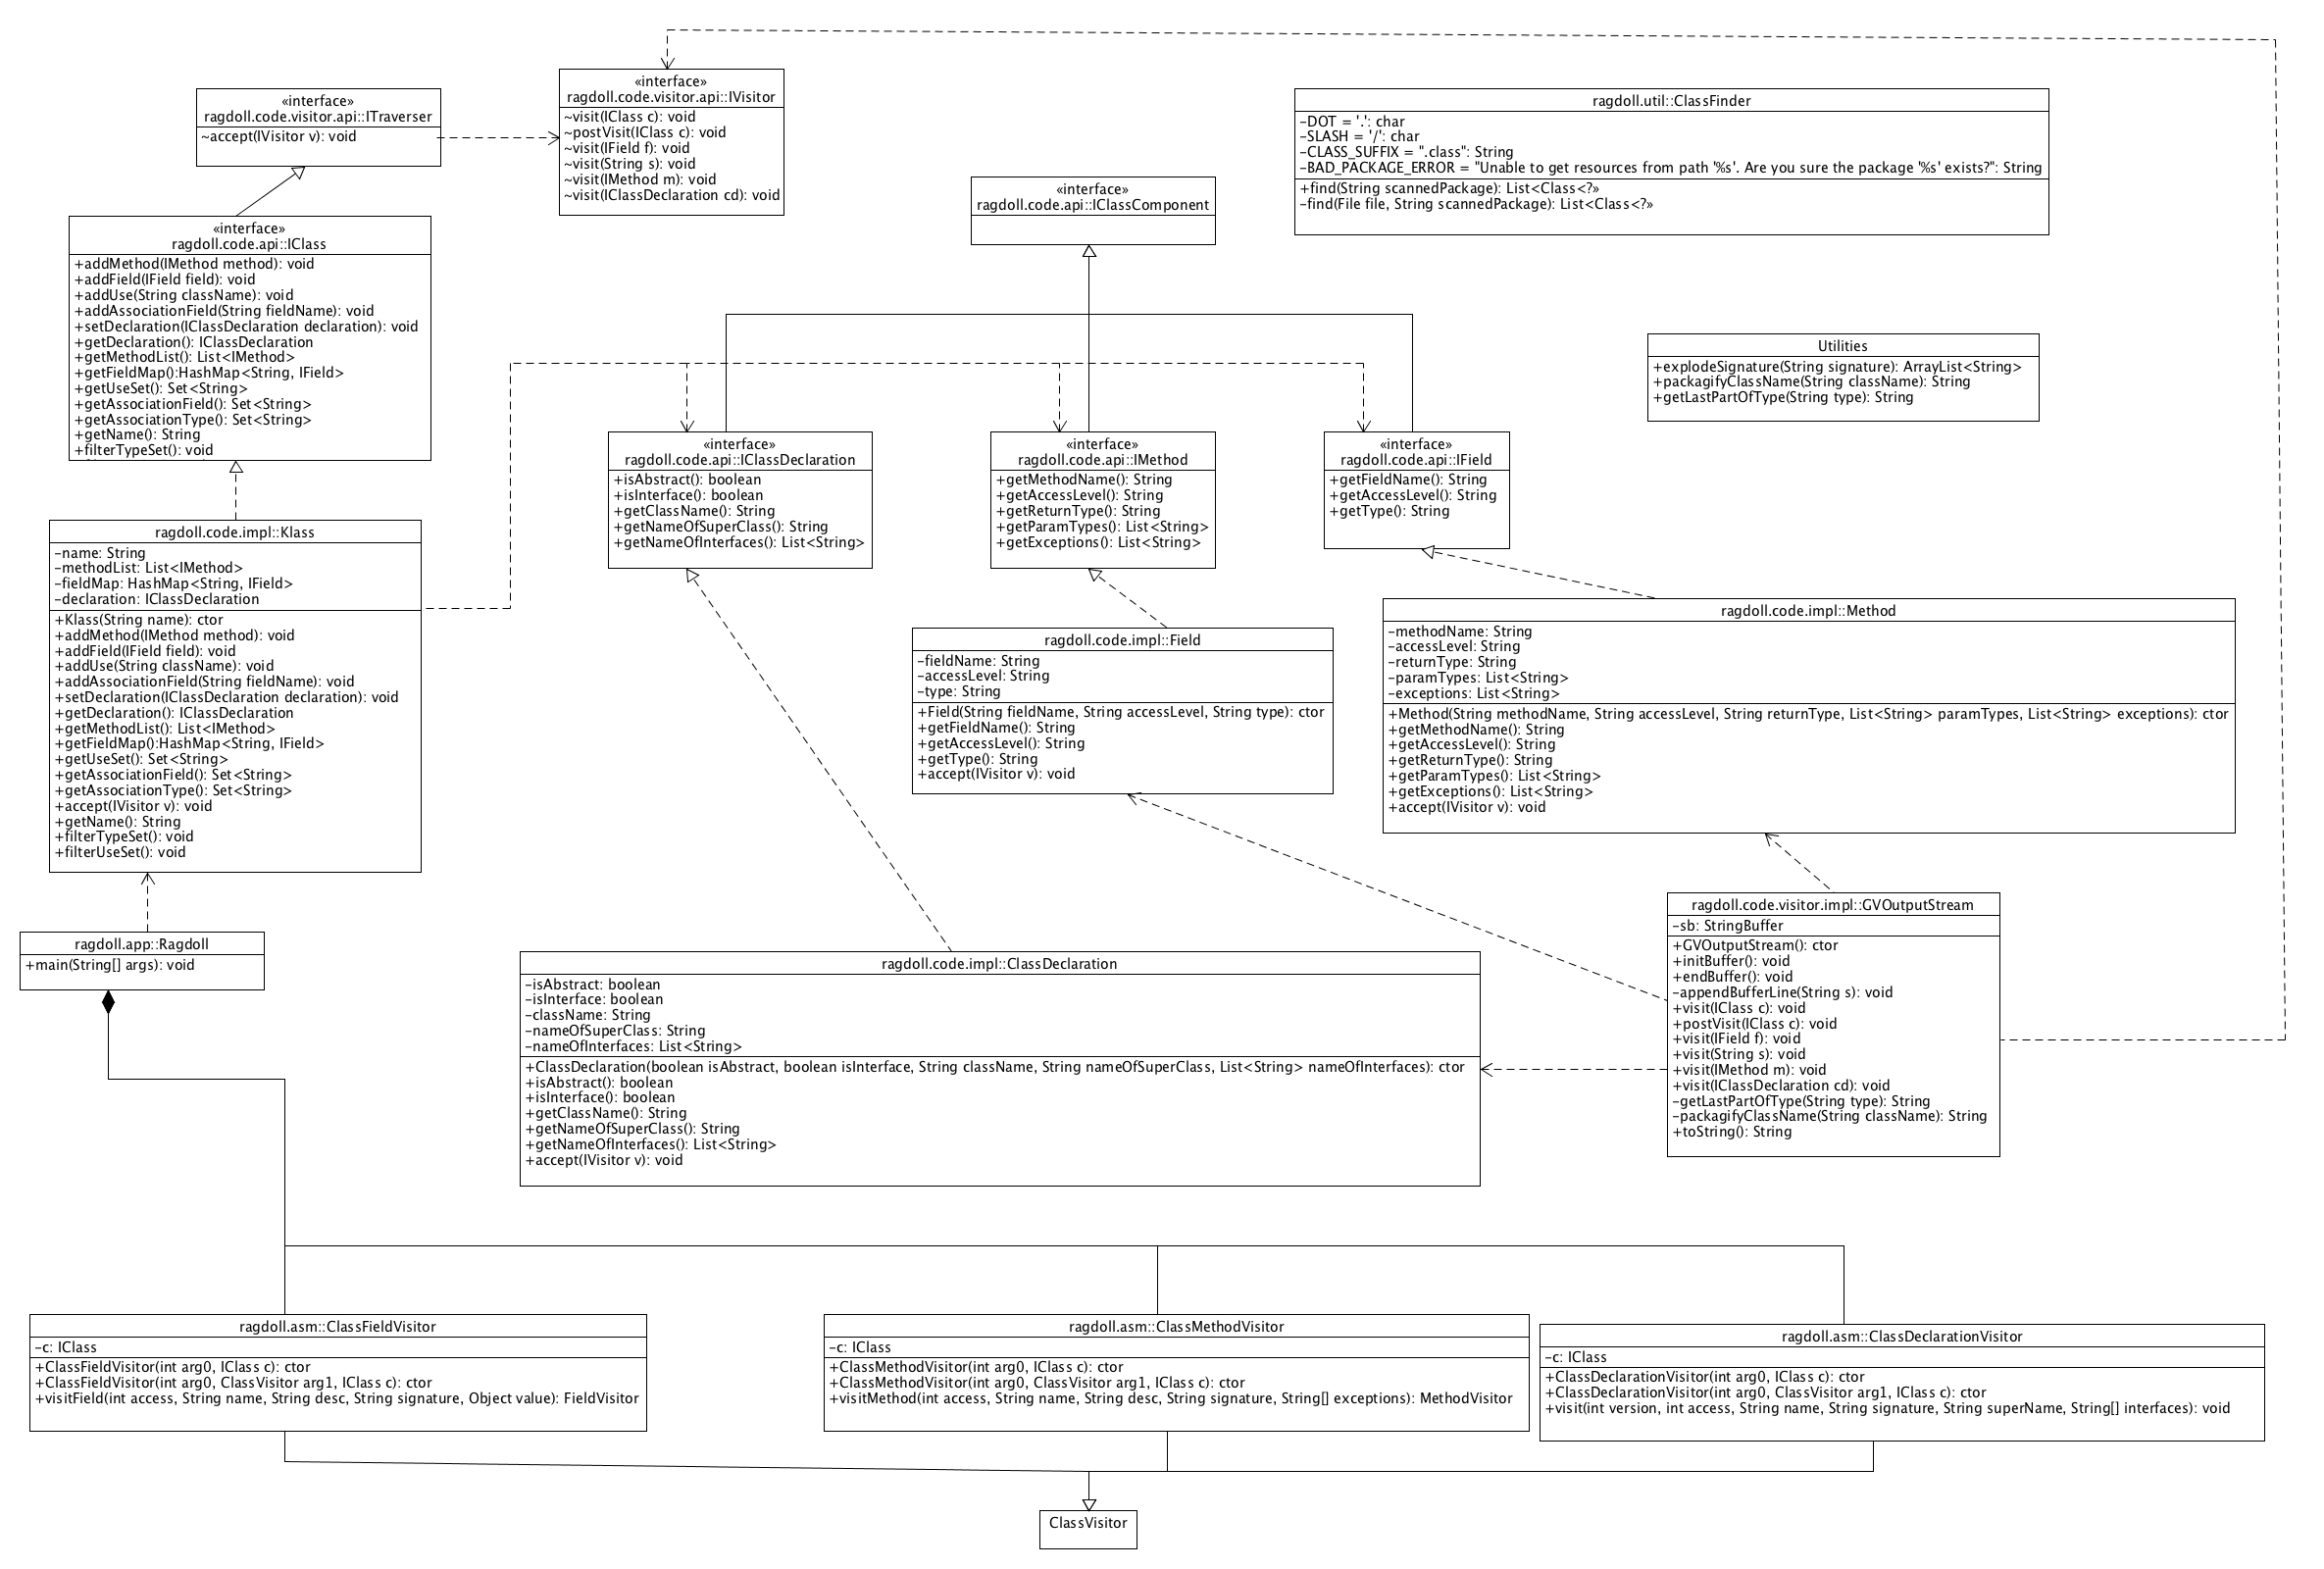 «interface»
ragdoll.code.visitor.api::IVisitor
~visit(IClass c): void
~postVisit(IClass c): void
~visit(IField f): void
~visit(String s): void
~visit(IMethod m): void
~visit(IClassDeclaration cd): void
«interface»
ragdoll.code.visitor.api::ITraverser
~accept(IVisitor v): void
ragdoll.util::ClassFinder
-DOT = '.': char
-SLASH = '/': char
-CLASS_SUFFIX = ".class": String
-BAD_PACKAGE_ERROR = "Unable to get resources from path '%s'. Are you sure the package '%s' exists?": String
+find(String scannedPackage): List<Class<?»
-find(File file, String scannedPackage): List<Class<?»
«interface»
ragdoll.code.api::IClassComponent
«interface»
ragdoll.code.api::IClass
+addMethod(IMethod method): void
+addField(IField field): void
+addUse(String className): void
+addAssociationField(String fieldName): void
+setDeclaration(IClassDeclaration declaration): void
+getDeclaration(): IClassDeclaration
+getMethodList(): List<IMethod>
+getFieldMap():HashMap<String, IField>
+getUseSet(): Set<String>
+getAssociationField(): Set<String>
+getAssociationType(): Set<String>
+getName(): String
+filterTypeSet(): void
Utilities
+explodeSignature(String signature): ArrayList<String>
+packagifyClassName(String className): String
+getLastPartOfType(String type): String
«interface»
ragdoll.code.api::IClassDeclaration
+isAbstract(): boolean
+isInterface(): boolean
+getClassName(): String
+getNameOfSuperClass(): String
+getNameOfInterfaces(): List<String>
«interface»
ragdoll.code.api::IMethod
+getMethodName(): String
+getAccessLevel(): String
+getReturnType(): String
+getParamTypes(): List<String>
+getExceptions(): List<String>
«interface»
ragdoll.code.api::IField
+getFieldName(): String
+getAccessLevel(): String
+getType(): String
ragdoll.code.impl::Klass
-name: String
-methodList: List<IMethod>
-fieldMap: HashMap<String, IField>
-declaration: IClassDeclaration
+Klass(String name): ctor
+addMethod(IMethod method): void
+addField(IField field): void
+addUse(String className): void
+addAssociationField(String fieldName): void
+setDeclaration(IClassDeclaration declaration): void
+getDeclaration(): IClassDeclaration
+getMethodList(): List<IMethod>
+getFieldMap():HashMap<String, IField>
+getUseSet(): Set<String>
+getAssociationField(): Set<String>
+getAssociationType(): Set<String>
+accept(IVisitor v): void
+getName(): String
+filterTypeSet(): void
+filterUseSet(): void
ragdoll.code.impl::Field
-fieldName: String
-accessLevel: String
-type: String
+Field(String fieldName, String accessLevel, String type): ctor
+getFieldName(): String
+getAccessLevel(): String
+getType(): String
+accept(IVisitor v): void
ragdoll.code.impl::Method
-methodName: String
-accessLevel: String
-returnType: String
-paramTypes: List<String>
-exceptions: List<String>
+Method(String methodName, String accessLevel, String returnType, List<String> paramTypes, List<String> exceptions): ctor
+getMethodName(): String
+getAccessLevel(): String
+getReturnType(): String
+getParamTypes(): List<String>
+getExceptions(): List<String>
+accept(IVisitor v): void
ragdoll.app::Ragdoll
+main(String[] args): void
ragdoll.code.impl::ClassDeclaration
-isAbstract: boolean
-isInterface: boolean
-className: String
-nameOfSuperClass: String
-nameOfInterfaces: List<String>
+ClassDeclaration(boolean isAbstract, boolean isInterface, String className, String nameOfSuperClass, List<String> nameOfInterfaces): ctor
+isAbstract(): boolean
+isInterface(): boolean
+getClassName(): String
+getNameOfSuperClass(): String
+getNameOfInterfaces(): List<String>
+accept(IVisitor v): void
ragdoll.code.visitor.impl::GVOutputStream
-sb: StringBuffer
+GVOutputStream(): ctor
+initBuffer(): void
+endBuffer(): void
-appendBufferLine(String s): void
+visit(IClass c): void
+postVisit(IClass c): void
+visit(IField f): void
+visit(String s): void
+visit(IMethod m): void
+visit(IClassDeclaration cd): void
-getLastPartOfType(String type): String
-packagifyClassName(String className): String
+toString(): String
ragdoll.asm::ClassFieldVisitor
-c: IClass
+ClassFieldVisitor(int arg0, IClass c): ctor
+ClassFieldVisitor(int arg0, ClassVisitor arg1, IClass c): ctor
+visitField(int access, String name, String desc, String signature, Object value): FieldVisitor
ragdoll.asm::ClassMethodVisitor
-c: IClass
+ClassMethodVisitor(int arg0, IClass c): ctor
+ClassMethodVisitor(int arg0, ClassVisitor arg1, IClass c): ctor
+visitMethod(int access, String name, String desc, String signature, String[] exceptions): MethodVisitor
ragdoll.asm::ClassDeclarationVisitor
-c: IClass
+ClassDeclarationVisitor(int arg0, IClass c): ctor
+ClassDeclarationVisitor(int arg0, ClassVisitor arg1, IClass c): ctor
+visit(int version, int access, String name, String signature, String superName, String[] interfaces): void
ClassVisitor